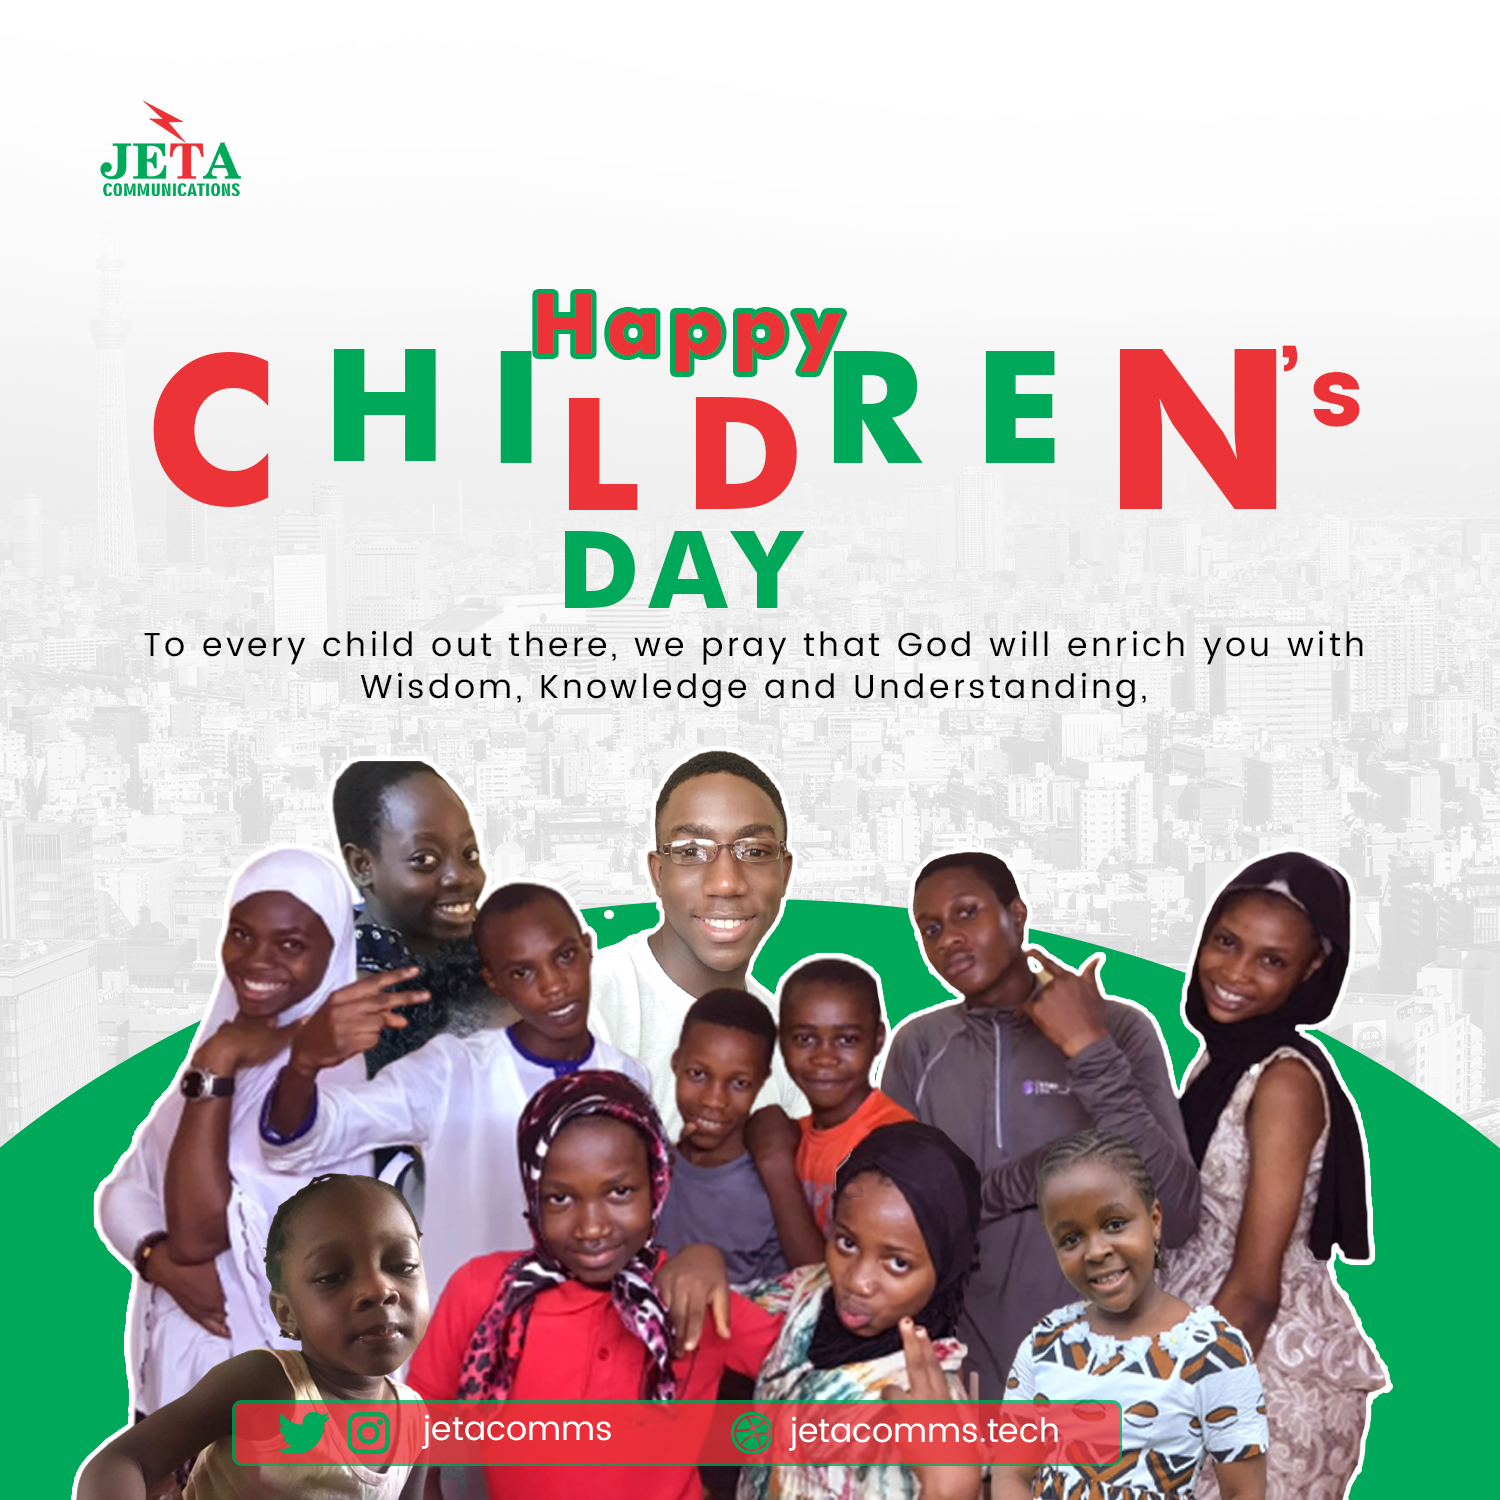 JETA
COMMUNICATIONS
Happy
CHILDREN's
DAY
To every child out there, we pray that God will enrich you with
Wisdom, Knowledge and Understanding,
jetacomms
jetacomms.tech